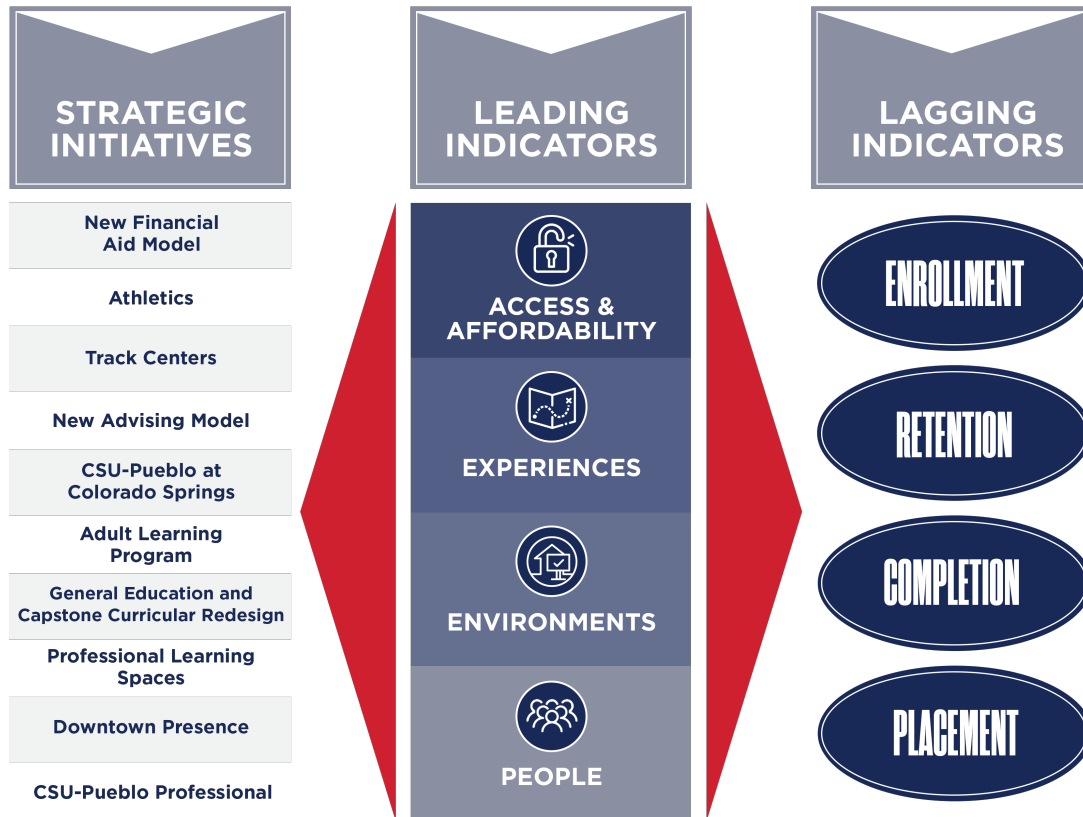 STRATEGIC
INITIATIVES
New Financial
Aid Model
Athletics
Track Centers
New Advising Model
CSU-Pueblo at
Colorado Springs
Adult Learning
Program
General Education and
Capstone Curricular Redesign
Professional Learning
Spaces
Downtown Presence
CSU-Pueblo Professional
LEADING
INDICATORS
ACCESS &
AFFORDABILITY
EXPERIENCES
ENVIRONMENTS
PEOPLE
LAGGING
INDICATORS
ENROLLMENT
RETENTION
COMPLETION
PLACEMENT